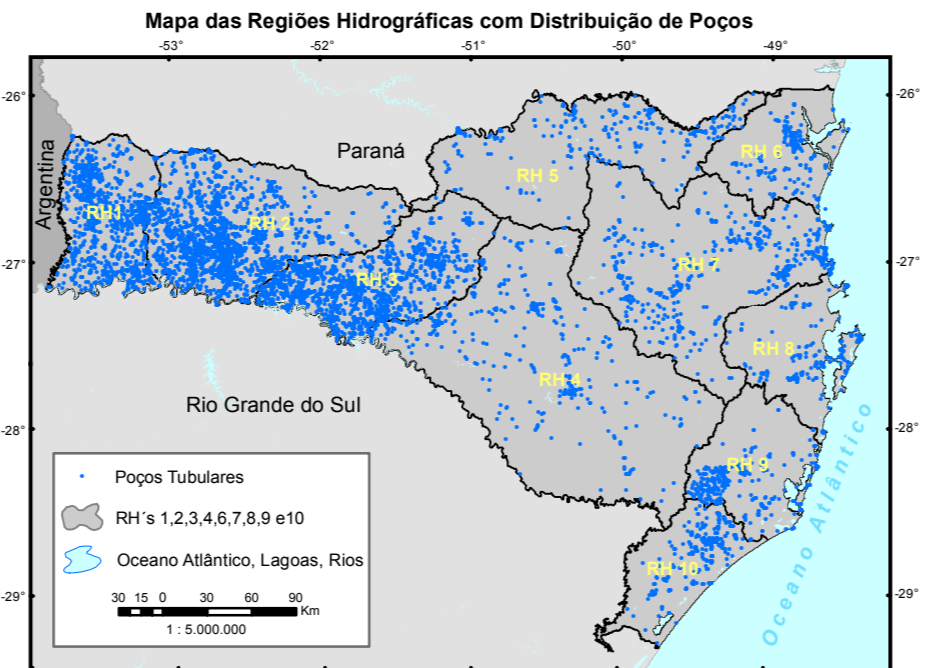 Mapa das Regiões Hidrográficas com Distribuição de Poços
-53° -52° -51° -50° -49°
-26° -26°
Argentina
Paraná
RH 6
RH 5
RH1
RH 2
-27° -27°
RH 3
RH 7
RH 8
RH 4
Rio Grande do Sul
-28° -28°
RH 9
Oceano Atlântico
RH 10
-29° -29°
Poços Tubulares
RH´s 1,2,3,4,6,7,8,9 e10
Oceano Atlântico, Lagoas, Rios
30 15 0 30 60 90
Km
1 : 5.000.000